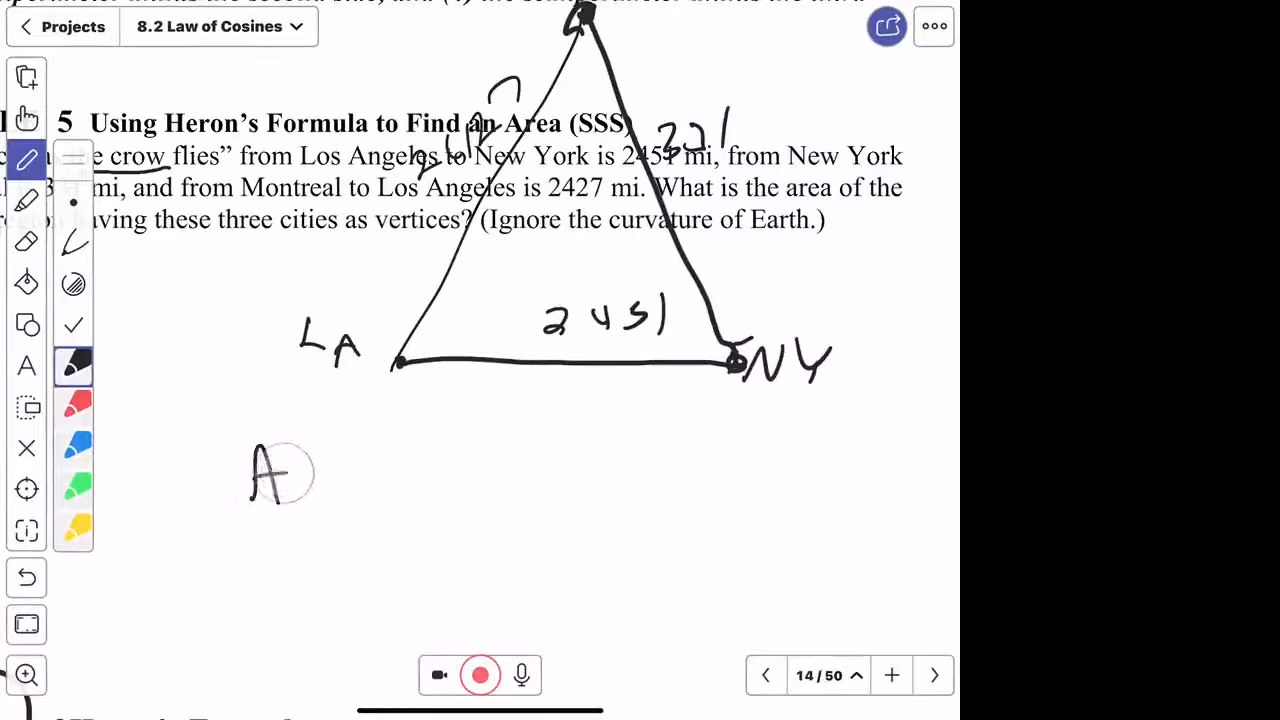 Projects
8.2 Law of Cosines
5 Using Heron's Formula to Find an Area (SSS)
the crow flies” from Los Angeles to New York is 2451 mi, from New York
mi, and from Montreal to Los Angeles is 2427 mi. What is the area of the
having these three cities as vertices? (Ignore the curvature of Earth.)
2427
331
2451
LA
NY
A
A
14/50